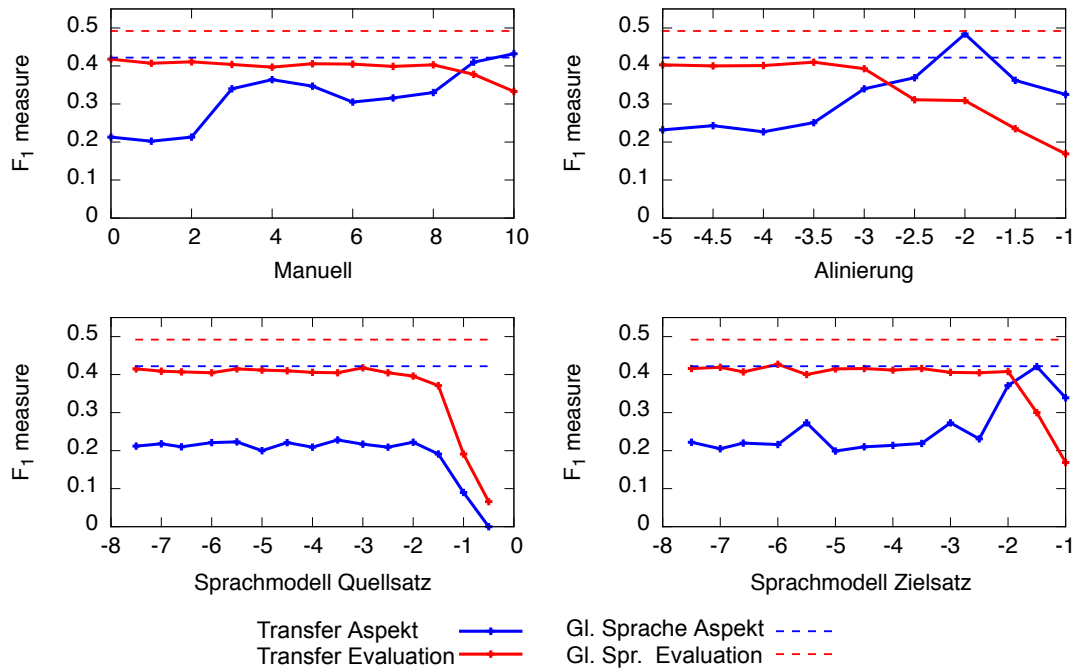 0.5
0.4
0.3
0.2
0.1
0
F1 measure
0 2 4 6 8 10
Manuell
0.5
0.4
0.3
0.2
0.1
0
F1 measure
-5 -4.5 -4 -3.5 -3 -2.5 -2 -1.5 -1
Alinierung
0.5
0.4
0.3
0.2
0.1
0
F1 measure
-8 -7 -6 -5 -4 -3 -2 -1 0
Sprachmodell Quellsatz
0.5
0.4
0.3
0.2
0.1
0
F1 measure
-8 -7 -6 -5 -4 -3 -2 -1
Sprachmodell Zielsatz
Transfer Aspekt
Transfer Evaluation
Gl. Sprache Aspekt
Gl. Spr. Evaluation